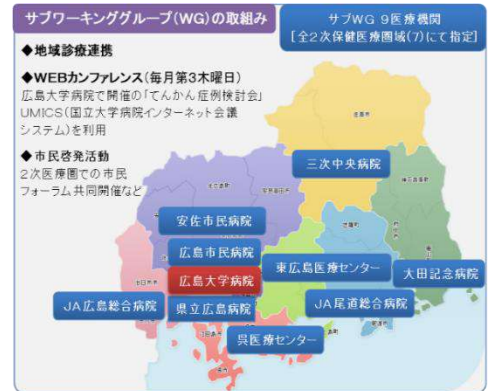 サブワーキンググループ(WG)の取組み
サブWG 9医療機関
[全2次保健医療圏域(7)にて指定]
◆地域診療連携
◆WEBカンファレンス(毎月第3木曜日)
広島大学病院で開催の「てんかん症例検討会」
UMICS(国立大学病院インターネット会議
システム)を利用
◆市民啓発活動
2次医療圏での市民
フォーラム共同開催など
三次中央病院
安佐市民病院
広島市民病院
東広島医療センター
大田記念病院
広島大学病院
JA広島総合病院
県立広島病院
JA尾道総合病院
呉医療センター